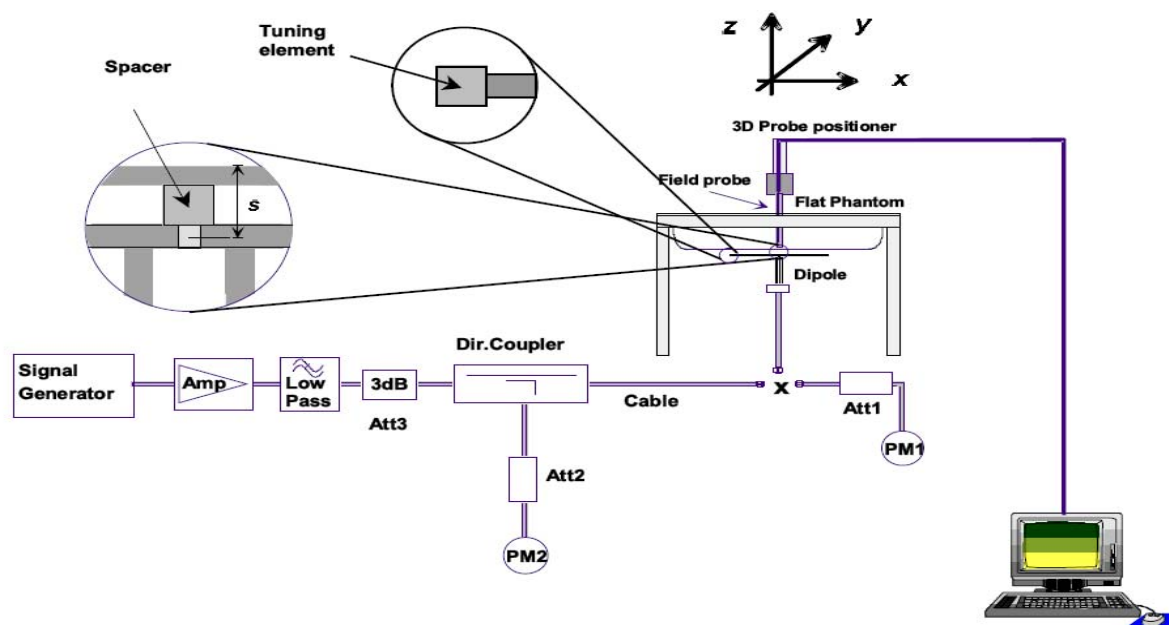 Tuning
element
Spacer
s
z
y
x
3D Probe positioner
Field probe
Flat Phantom
Dipole
Dir.Coupler
Signal
Generator
Amp
Low
Pass
3dB
Att3
Cable
x
Att1
PM1
Att2
PM2